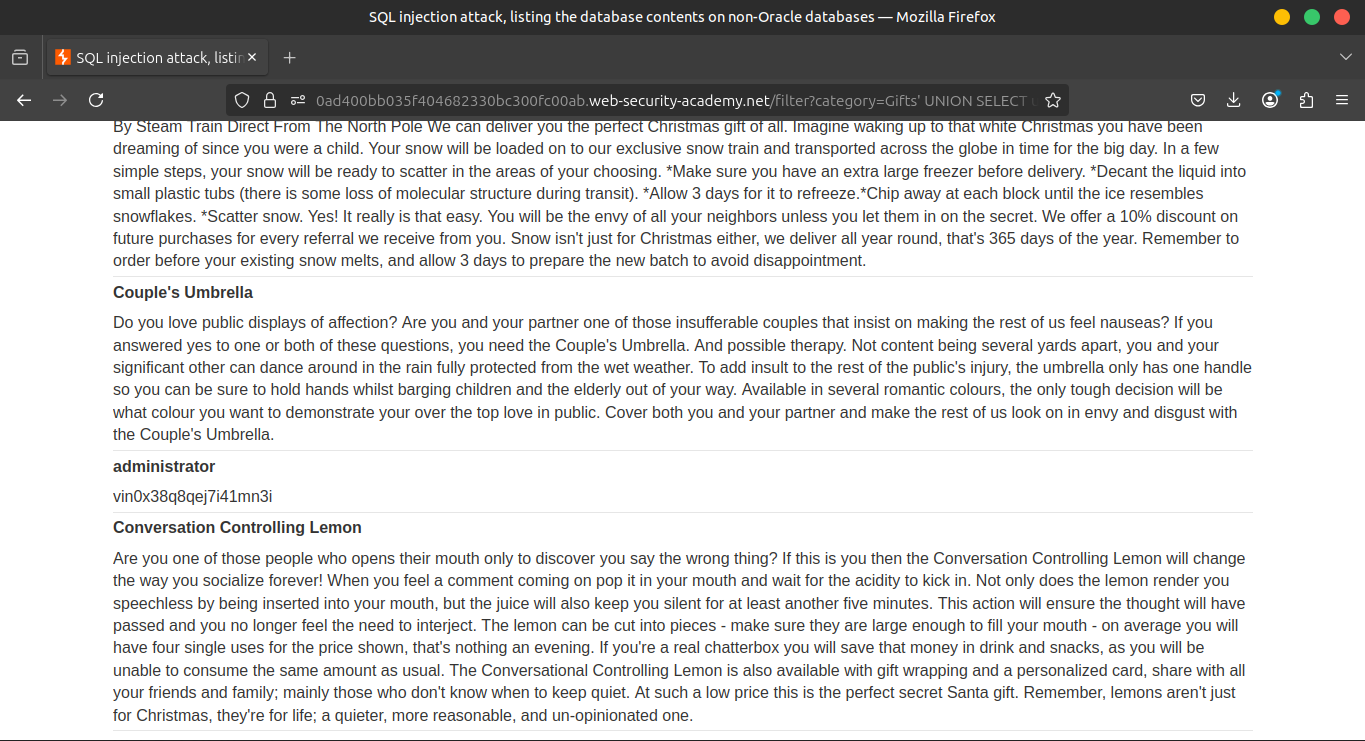 SQL injection attack, listing the database contents on non-Oracle databases — Mozilla Firefox
SQL injection attack, listin
0ad400bb035f404682330bc300fc00ab.web-security-academy.net/filter?category=Gifts' UNION SELECT
By Steam Train Direct From The North Pole We can deliver you the perfect Christmas gift of all. Imagine waking up to that white Christmas you have been
dreaming of since you were a child. Your snow will be loaded on to our exclusive snow train and transported across the globe in time for the big day. In a few
simple steps, your snow will be ready to scatter in the areas of your choosing. *Make sure you have an extra large freezer before delivery. *Decant the liquid into
small plastic tubs (there is some loss of molecular structure during transit). *Allow 3 days for it to refreeze.*Chip away at each block until the ice resembles
snowflakes. *Scatter snow. Yes! It really is that easy. You will be the envy of all your neighbors unless you let them in on the secret. We offer a 10% discount on
future purchases for every referral we receive from you. Snow isn't just for Christmas either, we deliver all year round, that's 365 days of the year. Remember to
order before your existing snow melts, and allow 3 days to prepare the new batch to avoid disappointment.
Couple's Umbrella
Do you love public displays of affection? Are you and your partner one of those insufferable couples that insist on making the rest of us feel nauseas? If you
answered yes to one or both of these questions, you need the Couple's Umbrella. And possible therapy. Not content being several yards apart, you and your
significant other can dance around in the rain fully protected from the wet weather. To add insult to the rest of the public's injury, the umbrella only has one handle
so you can be sure to hold hands whilst barging children and the elderly out of your way. Available in several romantic colours, the only tough decision will be
what colour you want to demonstrate your over the top love in public. Cover both you and your partner and make the rest of us look on in envy and disgust with
the Couple's Umbrella.
administrator
vin0x38q8qej7i41mn3i
Conversation Controlling Lemon
Are you one of those people who opens their mouth only to discover you say the wrong thing? If this is you then the Conversation Controlling Lemon will change
the way you socialize forever! When you feel a comment coming on pop it in your mouth and wait for the acidity to kick in. Not only does the lemon render you
speechless by being inserted into your mouth, but the juice will also keep you silent for at least another five minutes. This action will ensure the thought will have
passed and you no longer feel the need to interject. The lemon can be cut into pieces - make sure they are large enough to fill your mouth - on average you will
have four single uses for the price shown, that's nothing an evening. If you're a real chatterbox you will save that money in drink and snacks, as you will be
unable to consume the same amount as usual. The Conversational Controlling Lemon is also available with gift wrapping and a personalized card, share with all
your friends and family; mainly those who don't know when to keep quiet. At such a low price this is the perfect secret Santa gift. Remember, lemons aren't just
for Christmas, they're for life; a quieter, more reasonable, and un-opinionated one.